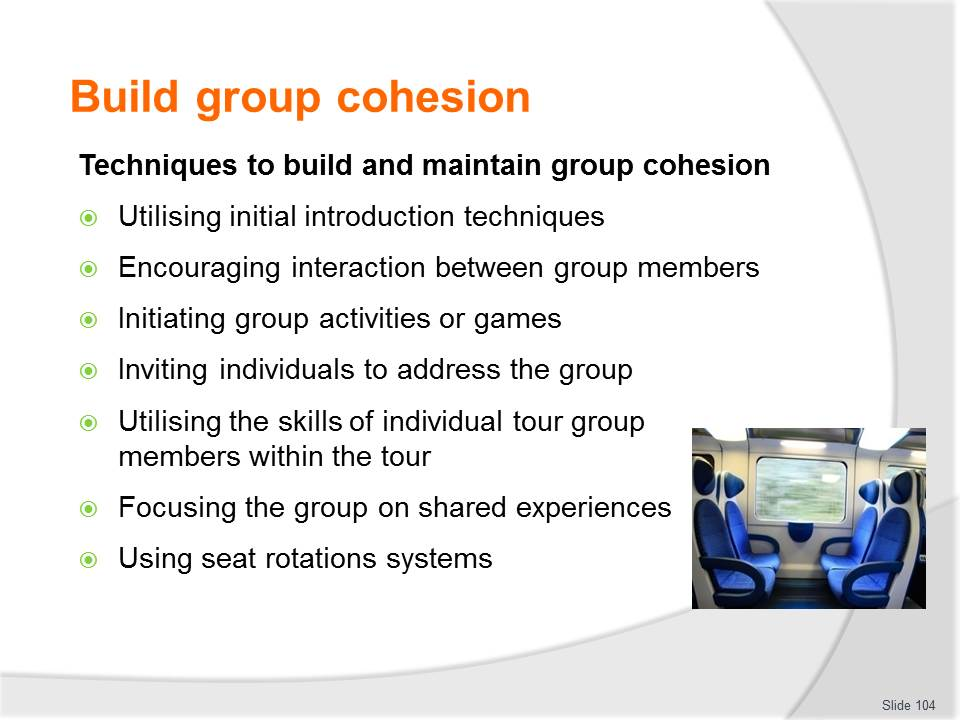 Build group cohesion
Techniques to build and maintain group cohesion
Utilising initial introduction techniques
Encouraging interaction between group members
Initiating group activities or games
Inviting individuals to address the group
Utilising the skills of individual tour group
members within the tour
Focusing the group on shared experiences
Using seat rotations systems
Slide 104